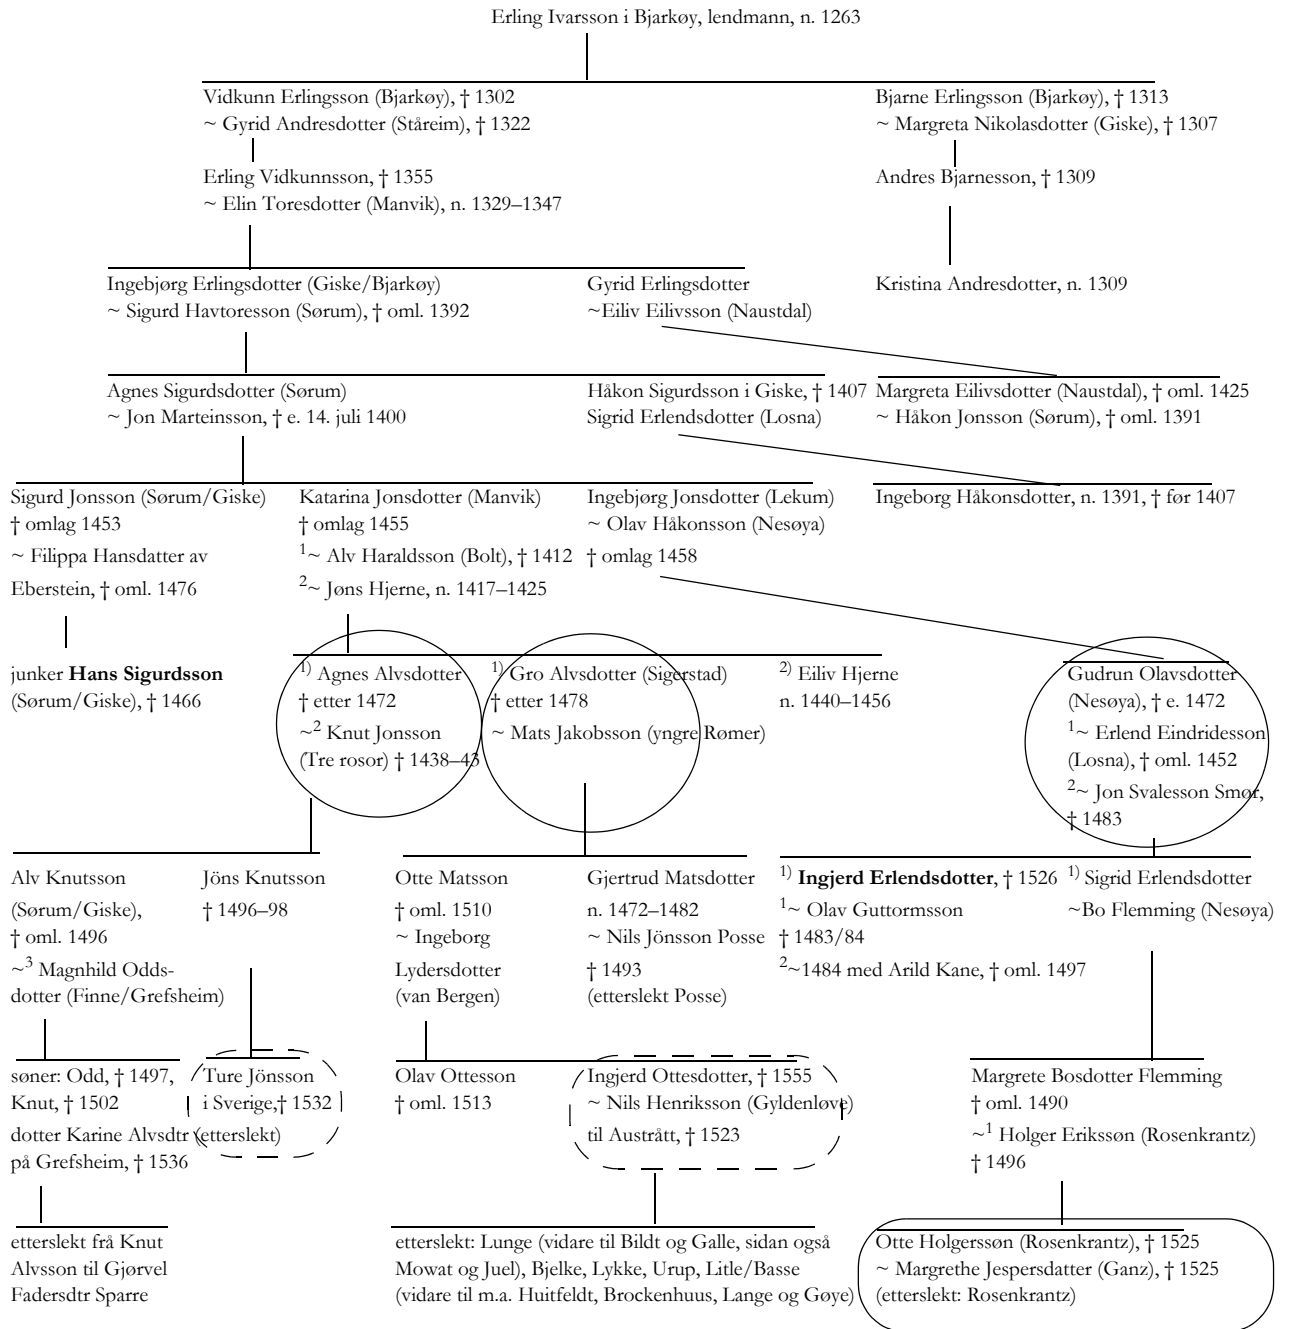 Erling Ivarsson i Bjarkøy, lendmann, n. 1263
Vidkunn Erlingsson (Bjarkøy), † 1302
~ Gyrid Andresdotter (Ståreim), † 1322
Bjarne Erlingsson (Bjarkøy), † 1313
~ Margreta Nikolasdotter (Giske), † 1307
Erling Vidkunnsson, † 1355
~ Elin Toresdotter (Manvik), n. 1329–1347
Andres Bjarnesson, † 1309
Ingebjørg Erlingsdotter (Giske/Bjarkøy)
~ Sigurd Havtoresson (Sørum), † oml. 1392
Gyrid Erlingsdotter
~Eiliv Eilivsson (Naustdal)
Kristina Andresdotter, n. 1309
Agnes Sigurdsdotter (Sørum)
~ Jon Marteinsson, † e. 14. juli 1400
Håkon Sigurdsson i Giske, † 1407
Sigrid Erlendsdotter (Losna)
Margreta Eilivsdotter (Naustdal), † oml. 1425
~ Håkon Jonsson (Sørum), † oml. 1391
Sigurd Jonsson (Sørum/Giske)
† omlag 1453
~ Filippa Hansdatter av
Eberstein, † oml. 1476
Katarina Jonsdotter (Manvik)
† omlag 1455
1~ Alv Haraldsson (Bolt), † 1412
2~ Jøns Hjerne, n. 1417–1425
Ingebjørg Jonsdotter (Lekum)
~ Olav Håkonsson (Nesøya)
† omlag 1458
Ingeborg Håkonsdotter, n. 1391, † før 1407
junker Hans Sigurdsson
(Sørum/Giske), † 1466
1) Agnes Alvsdotter
† etter 1472
~2 Knut Jonsson
(Tre rosor) † 1438–43
1) Gro Alvsdotter (Sigerstad)
† etter 1478
~ Mats Jakobsson (yngre Rømer)
2) Eiliv Hjerne
n. 1440–1456
Gudrun Olavsdotter
(Nesøya), † e. 1472
1~ Erlend Eindridesson
(Losna), † oml. 1452
2~ Jon Svalesson Smør,
† 1483
Alv Knutsson
(Sørum/Giske),
† oml. 1496
~3 Magnhild Odds-
dotter (Finne/Grefsheim)
Jöns Knutsson
† 1496–98
Otte Matsson
† oml. 1510
~ Ingeborg
Lydersdotter
(van Bergen)
Gjertrud Matsdotter
n. 1472–1482
~ Nils Jönsson Posse
† 1493
(etterslekt Posse)
1) Ingjerd Erlendsdotter, † 1526
1~ Olav Guttormsson
† 1483/84
2~1484 med Arild Kane, † oml. 1497
1) Sigrid Erlendsdotter
~Bo Flemming (Nesøya)
søner: Odd, † 1497,
Knut, † 1502
dotter Karine Alvsdtr (etterslekt)
på Grefsheim, † 1536
Ture Jönsson
i Sverige,† 1532
Olav Ottesson
† oml. 1513
Ingjerd Ottesdotter, † 1555
~ Nils Henriksson (Gyldenløve)
til Austrått, † 1523
Margrete Bosdotter Flemming
† oml. 1490
~1 Holger Erikssøn (Rosenkrantz)
† 1496
etterslekt frå Knut
Alvsson til Gjørvel
Fadersdtr Sparre
etterslekt: Lunge (vidare til Bildt og Galle, sidan også
Mowat og Juel), Bjelke, Lykke, Urup, Litle/Basse
(vidare til m.a. Huitfeldt, Brockenhuus, Lange og Gøye)
Otte Holgerssøn (Rosenkrantz), † 1525
~ Margrethe Jespersdatter (Ganz), † 1525
(etterslekt: Rosenkrantz)